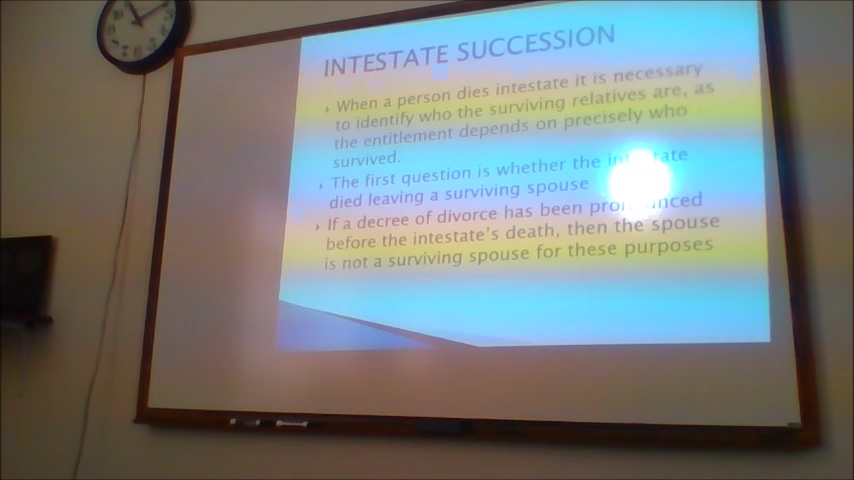 INTESTATE SUCCESSION
When a person dies intestate it is necessary
to identify who the surviving relatives are, as
the entitlement depends on precisely who
survived.
The first question is whether the intestate
died leaving a surviving spouse
If a decree of divorce has been pronounced
before the intestate's death, then the spouse
is not a surviving spouse for these purposes